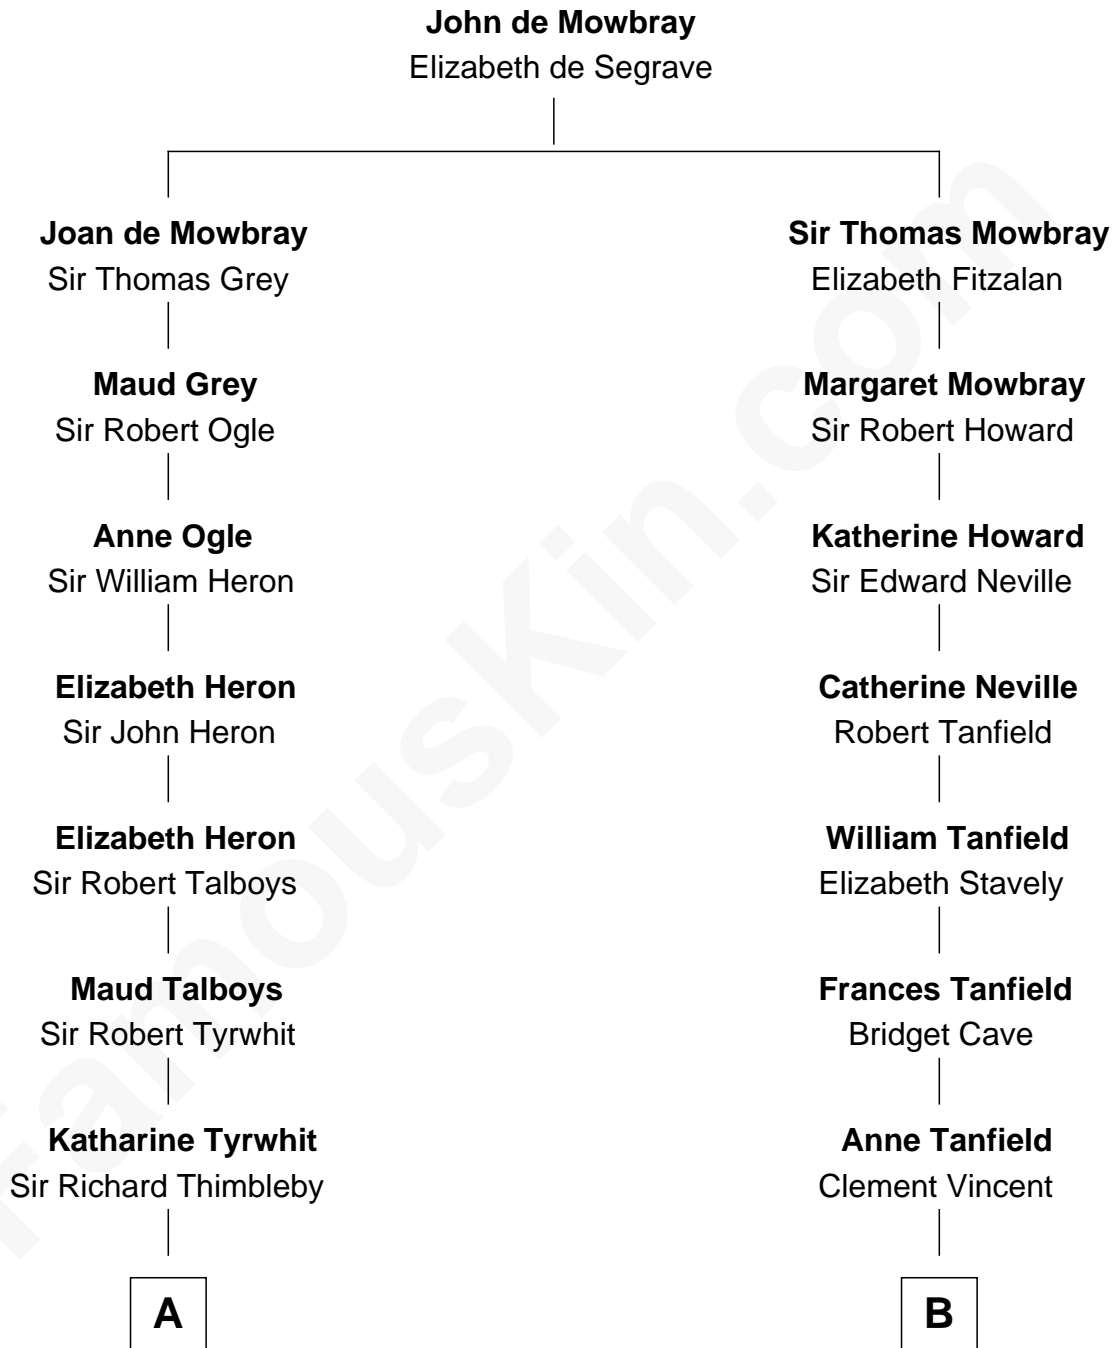 John de Mowbray
Elizabeth de Segrave
Joan de Mowbray
Sir Thomas Grey
Sir Thomas Mowbray
Elizabeth Fitzalan
Maud Grey
Sir Robert Ogle
Margaret Mowbray
Sir Robert Howard
Anne Ogle
Sir William Heron
Katherine Howard
Sir Edward Neville
Elizabeth Heron
Sir John Heron
Catherine Neville
Robert Tanfield
Elizabeth Heron
Sir Robert Talboys
William Tanfield
Elizabeth Stavely
Maud Talboys
Sir Robert Tyrwhit
Frances Tanfield
Bridget Cave
Katharine Tyrwhit
Sir Richard Thimbleby
Anne Tanfield
Clement Vincent
A
B
FamousKin.com